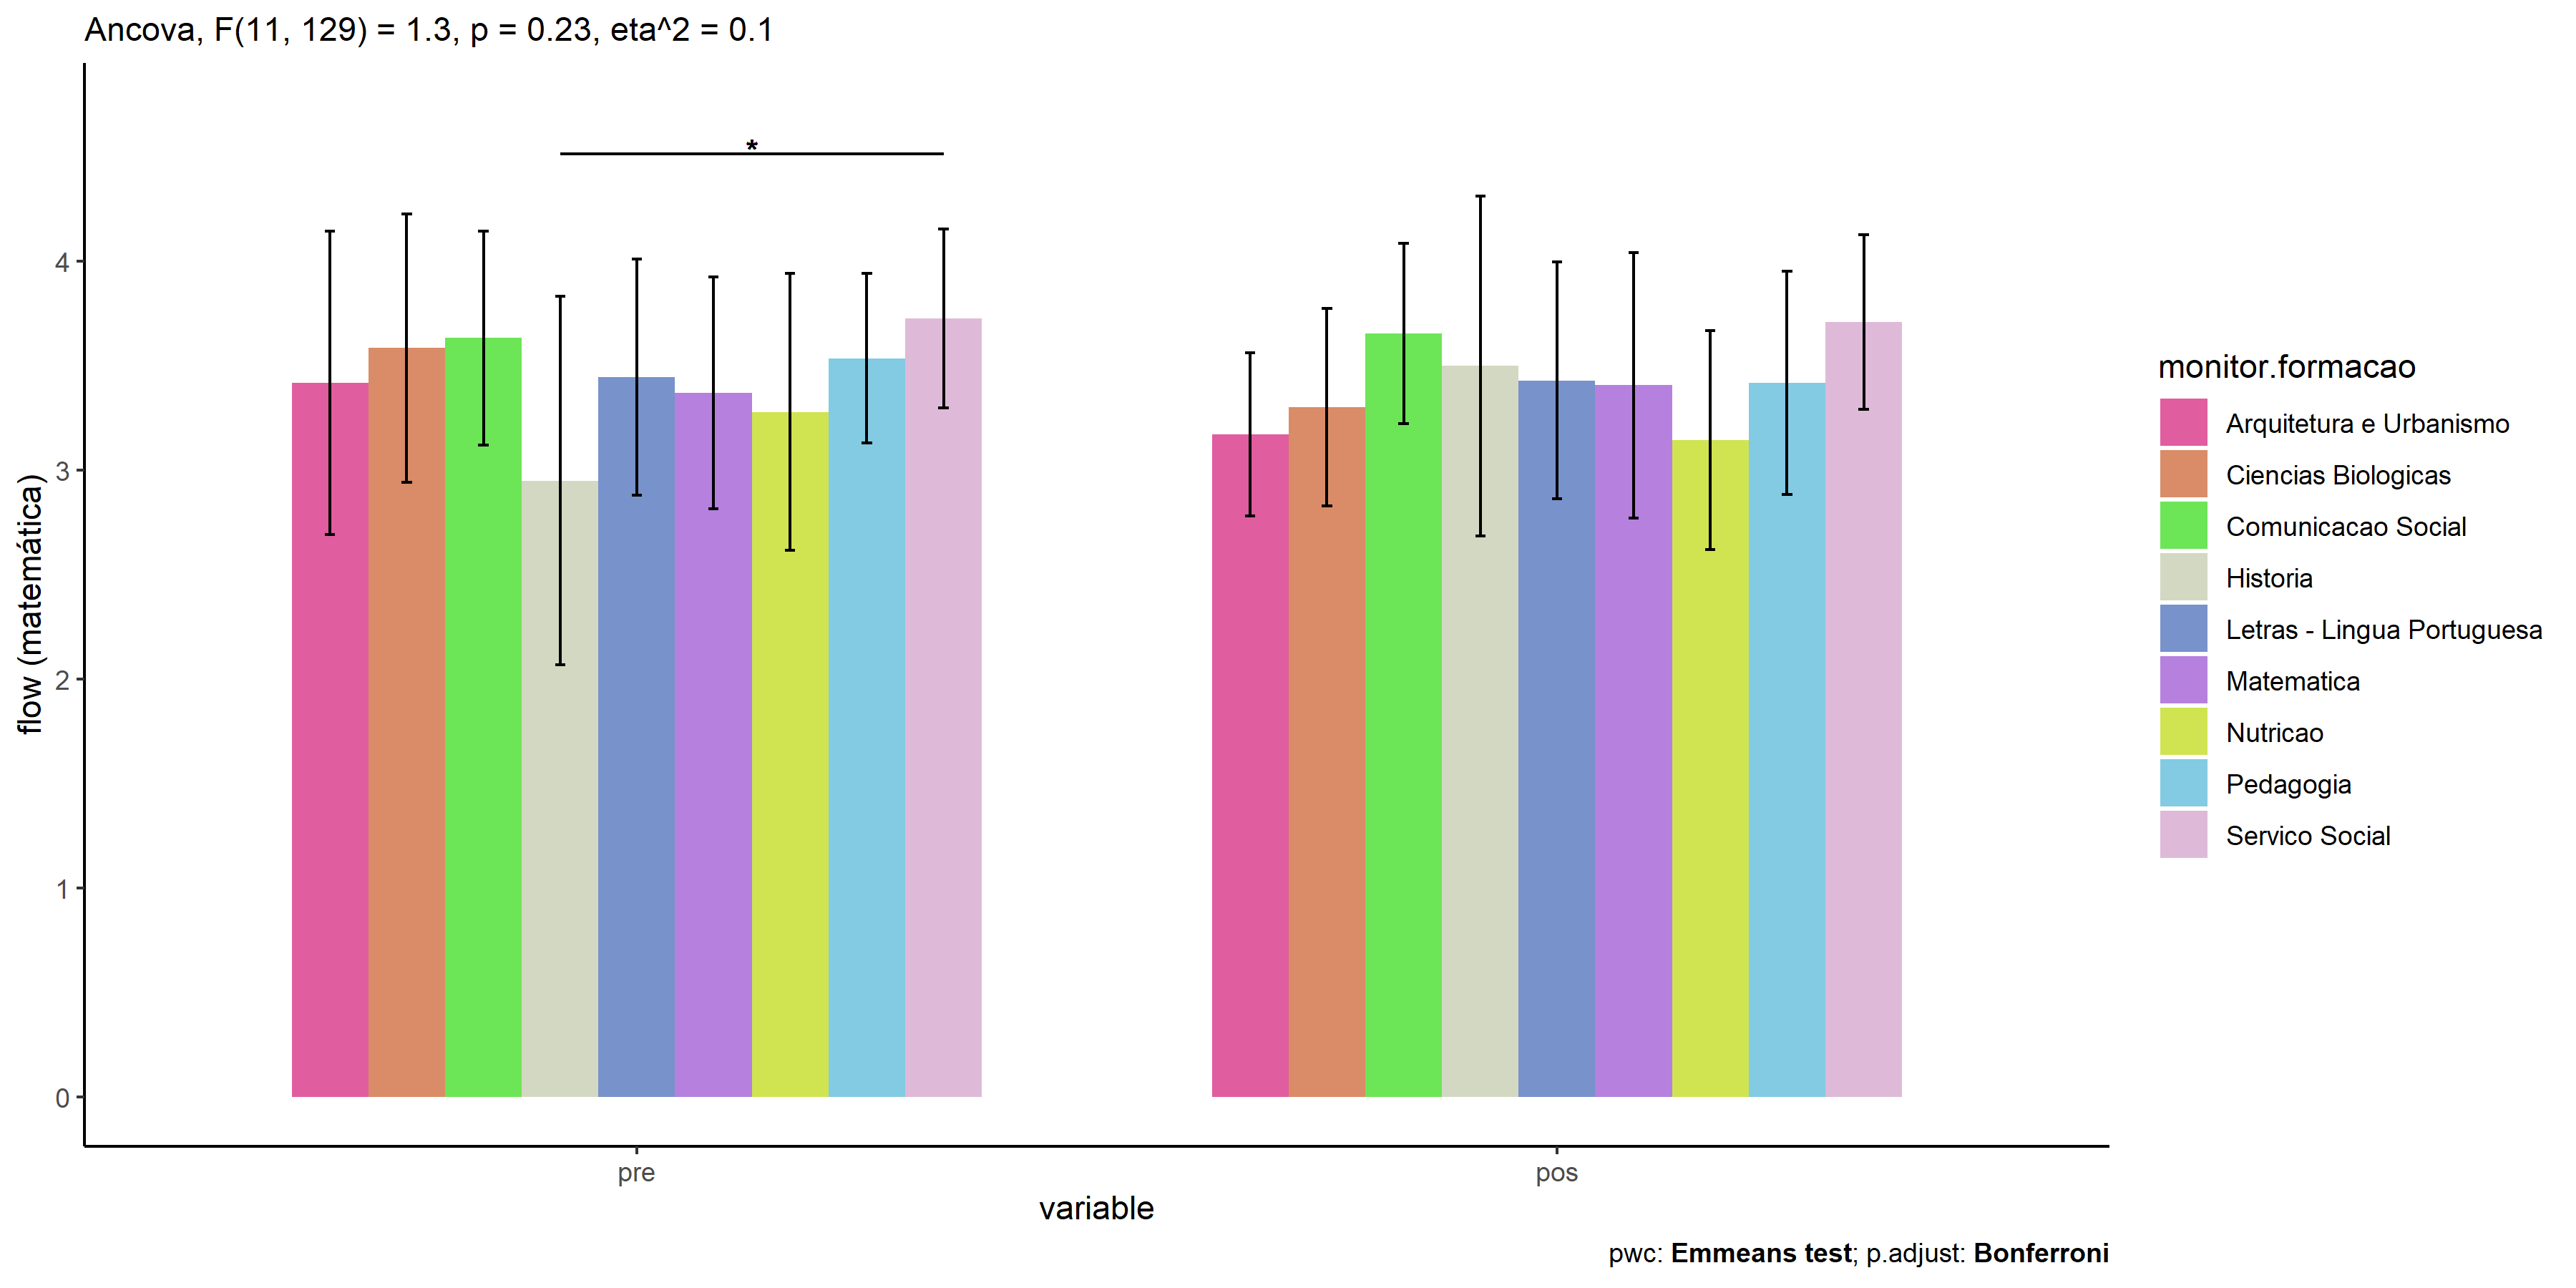 Ancova, F(11, 129) = 1.3, p = 0.23, eta^2 = 0.1
*
4
3
2
1
0
flow (matemática)
pre
pos
variable
monitor.formacao
Arquitetura e Urbanismo
Ciencias Biologicas
Comunicacao Social
Historia
Letras - Lingua Portuguesa
Matematica
Nutricao
Pedagogia
Servico Social
pwc: Emmeans test; p.adjust: Bonferroni